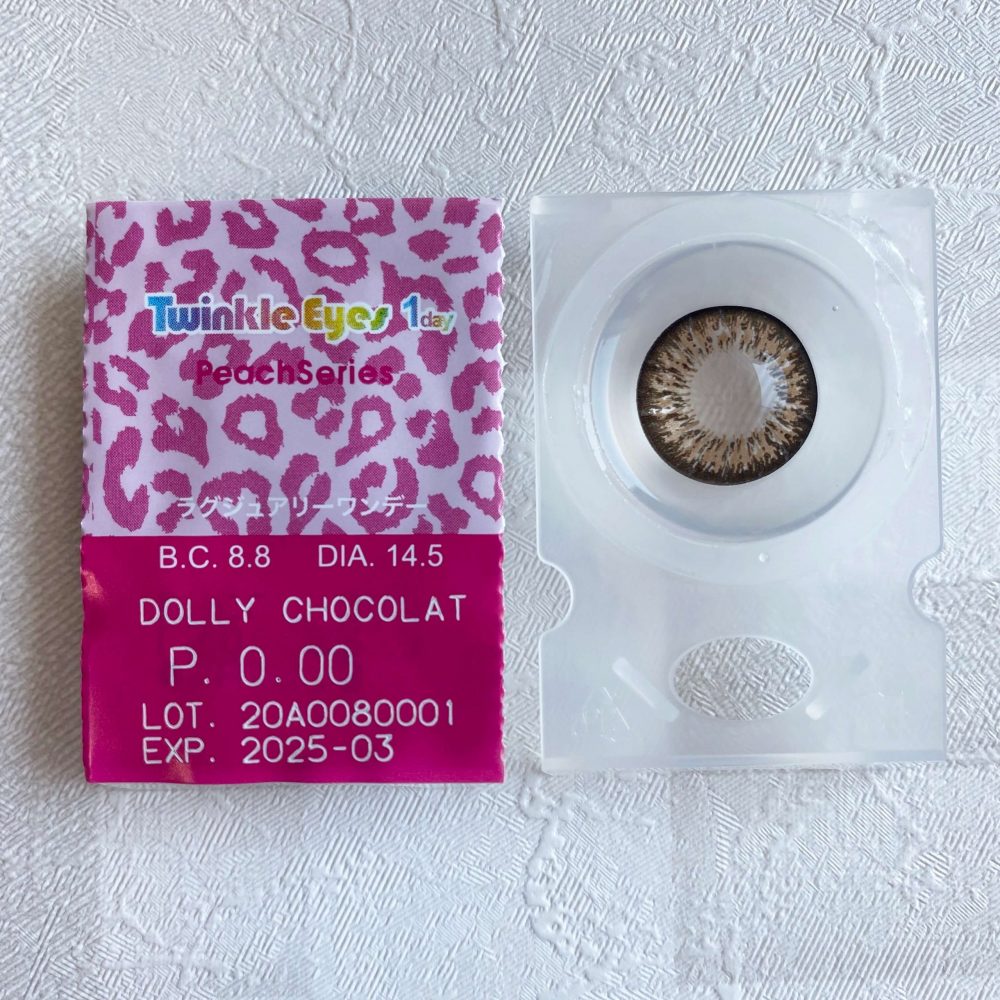 Twinkle Eyes 1day
PeachSeries
ラグジュアリーワンデー
B.C. 8.8 DIA. 14.5
DOLLY CHOCOLAT
P. 0.00
LOT. 20A0080001
EXP. 2025-03